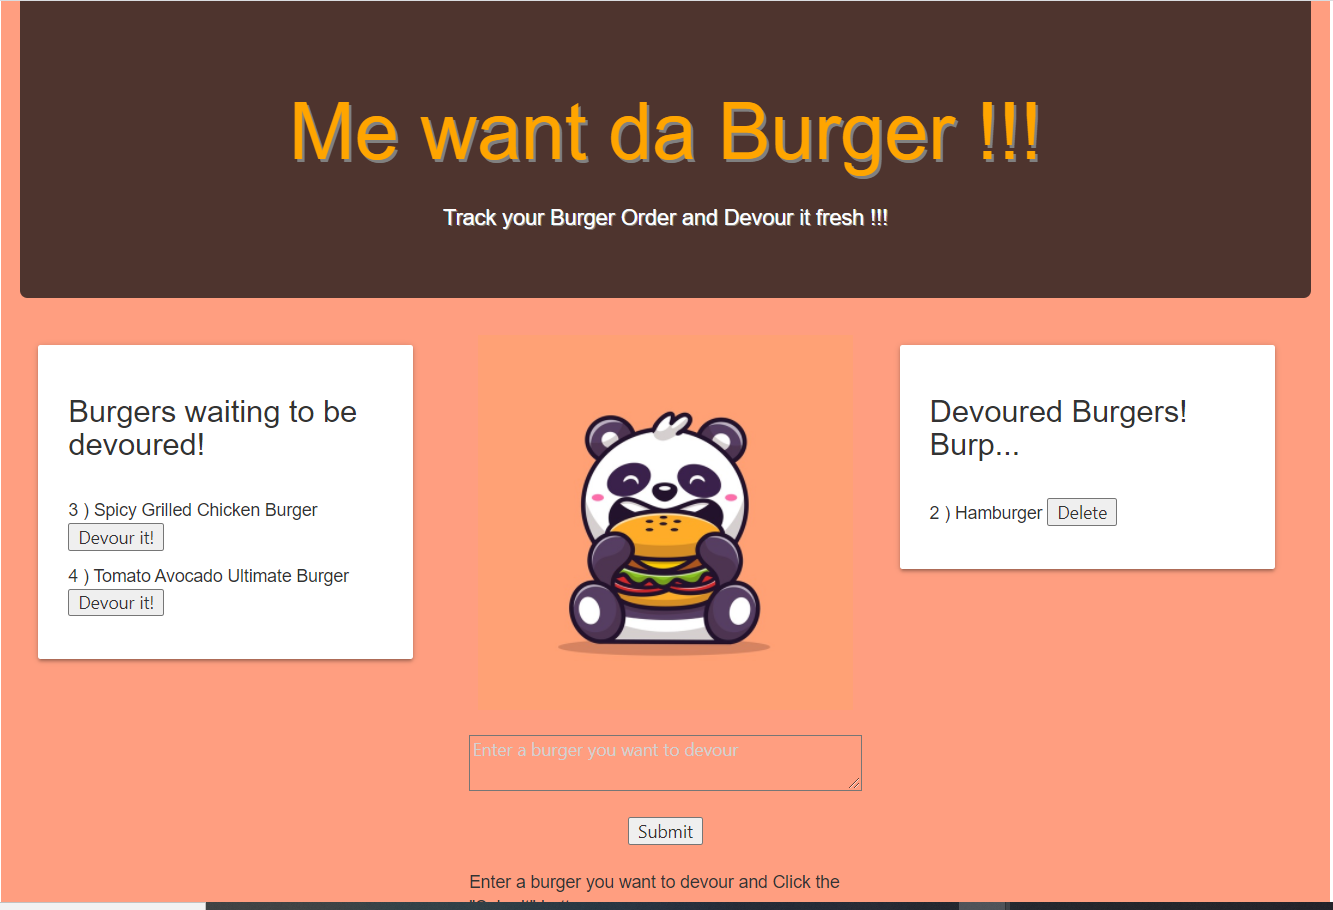 Me want da Burger !!!
Track your Burger Order and Devour it fresh !!!
Burgers waiting to be
devoured!
3 ) Spicy Grilled Chicken Burger
Devour it!
4 ) Tomato Avocado Ultimate Burger
Devour it!
Enter a burger you want to devour
Submit
Enter a burger you want to devour and Click the
Devoured Burgers!
Burp...
2 ) Hamburger Delete